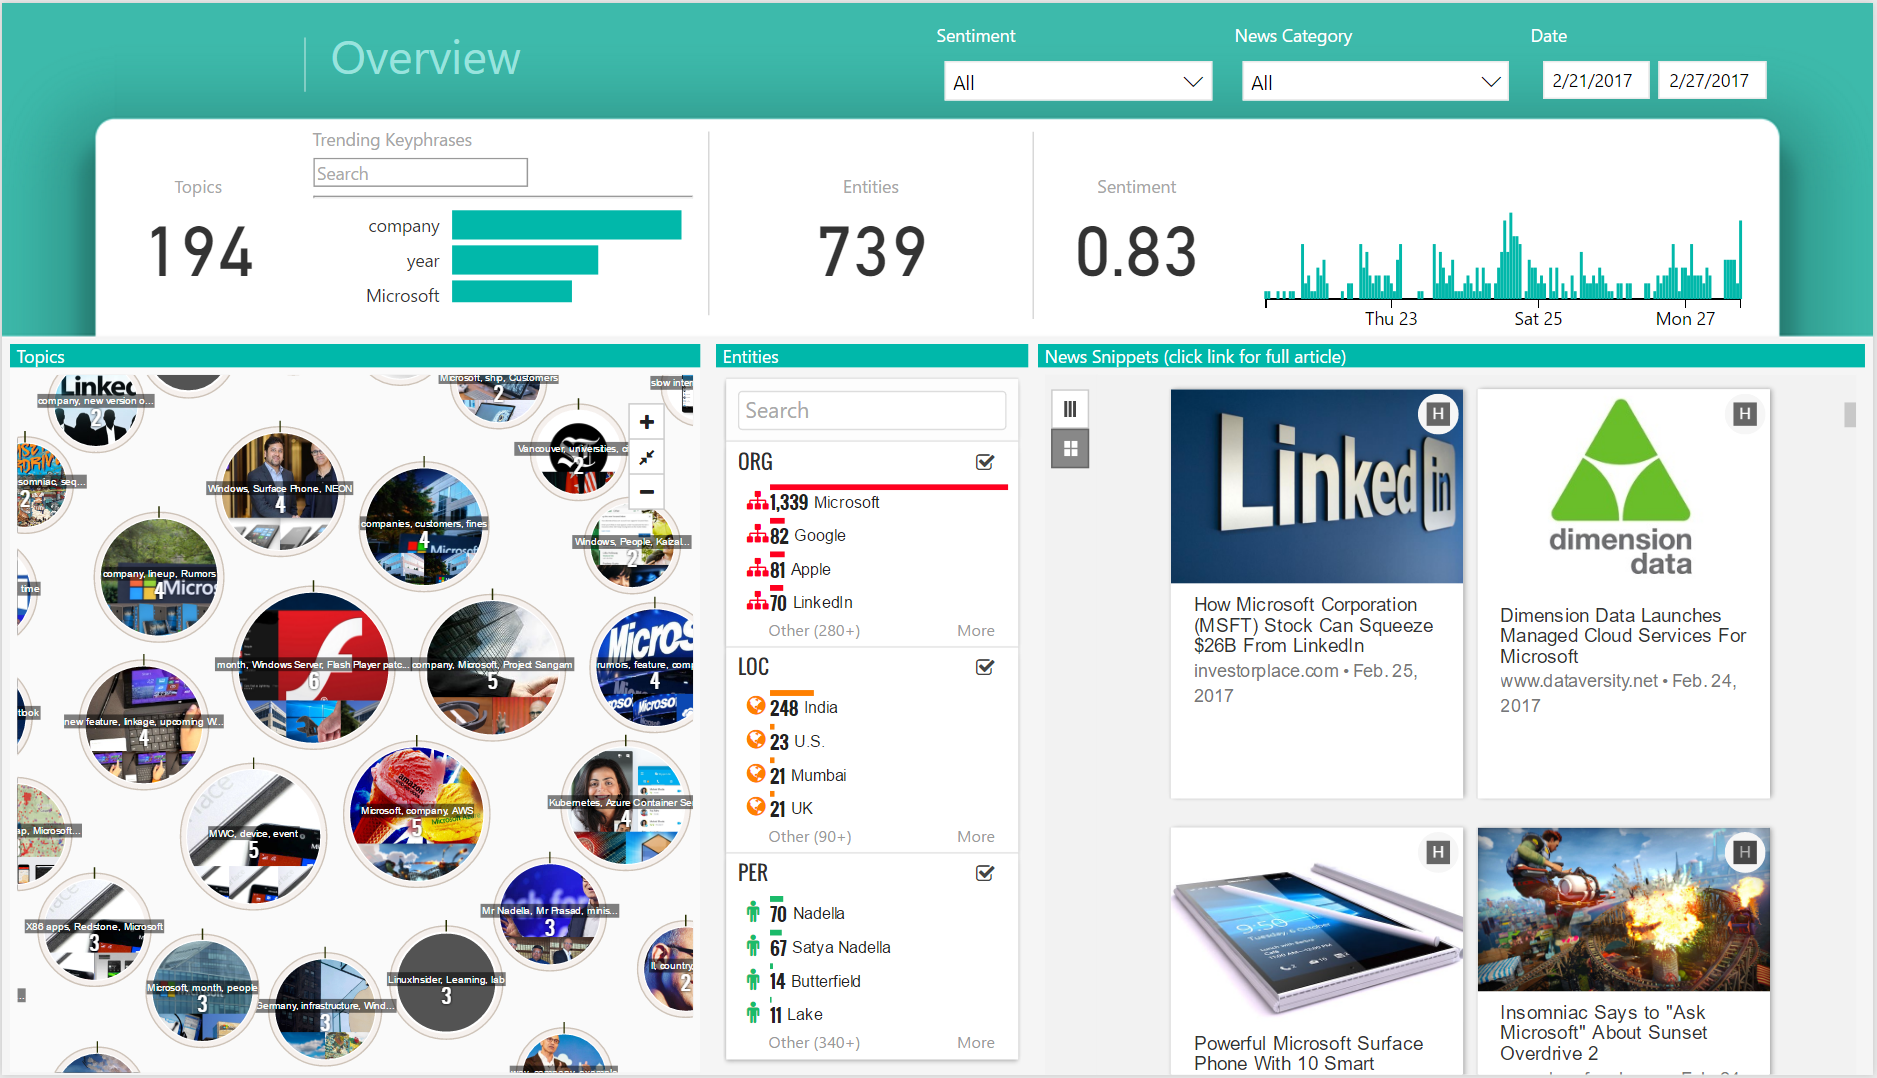 Overview
Sentiment
All
News Category
All
Date
2/21/2017
2/27/2017
Topics
194
Trending Keyphrases
Search
company
year
Microsoft
Entities
739
Sentiment
0.83
Thu 23
Sat 25
Mon 27
Topics
company, new version o...
2
Microsoft, ship, Customers
2
slow inter
Vancouver, universities, ci
2
somniac, seq...
2
Windows, Surface Phone, NEON
4
companies, customers, fines
4
Windows, People, Kaizal...
2
company, lineup, Rumors
4
time
month, Windows Server, Flash Player patc...
6
company, Microsoft, Project Sangam
5
rumors, feature, comp
4
new feature, linkage, upcoming W...
4
tlook
Microsoft, company, AWS
5
Kubernetes, Azure Container Se
4
ap, Microsoft...
MWC, device, event
5
Mr Nadella, Mr Prasad, minis...
3
X86 apps, Redstone, Microsoft
3
ll, country,
2
LinuxInsider, Learning, lab
3
Microsoft, month, people
3
Germany, infrastructure, Wind...
3
Entities
Search
ORG
1,339 Microsoft
82 Google
81 Apple
70 LinkedIn
Other (280+) More
LOC
248 India
23 U.S.
21 Mumbai
21 UK
Other (90+) More
PER
70 Nadella
67 Satya Nadella
14 Butterfield
11 Lake
Other (340+) More
News Snippets (click link for full article)
H
Linked in
How Microsoft Corporation
(MSFT) Stock Can Squeeze
$26B From LinkedIn
investorplace.com • Feb. 25,
2017
H
dimension
data
Dimension Data Launches
Managed Cloud Services For
Microsoft
www.dataversity.net • Feb. 24,
2017
H
9:50
Powerful Microsoft Surface
Phone With 10 Smart
H
Insomniac Says to "Ask
Microsoft" About Sunset
Overdrive 2